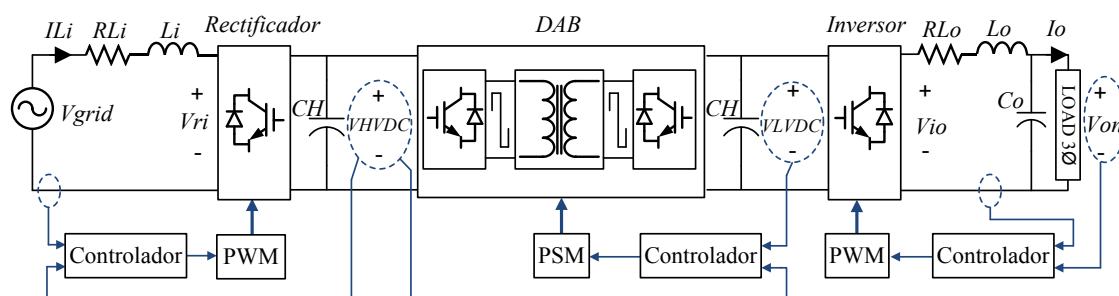 Rectificador
DAB
Inversor
ILi
RLi
Li
RLo
Lo
Io
Vgrid
+
Vri
-
CH
+
VHVDC
-
CH
+
VLVDC
-
+
Vio
-
Co
LOAD 3Ø
+
Von
-
Controlador
PWM
PSM
Controlador
PWM
Controlador